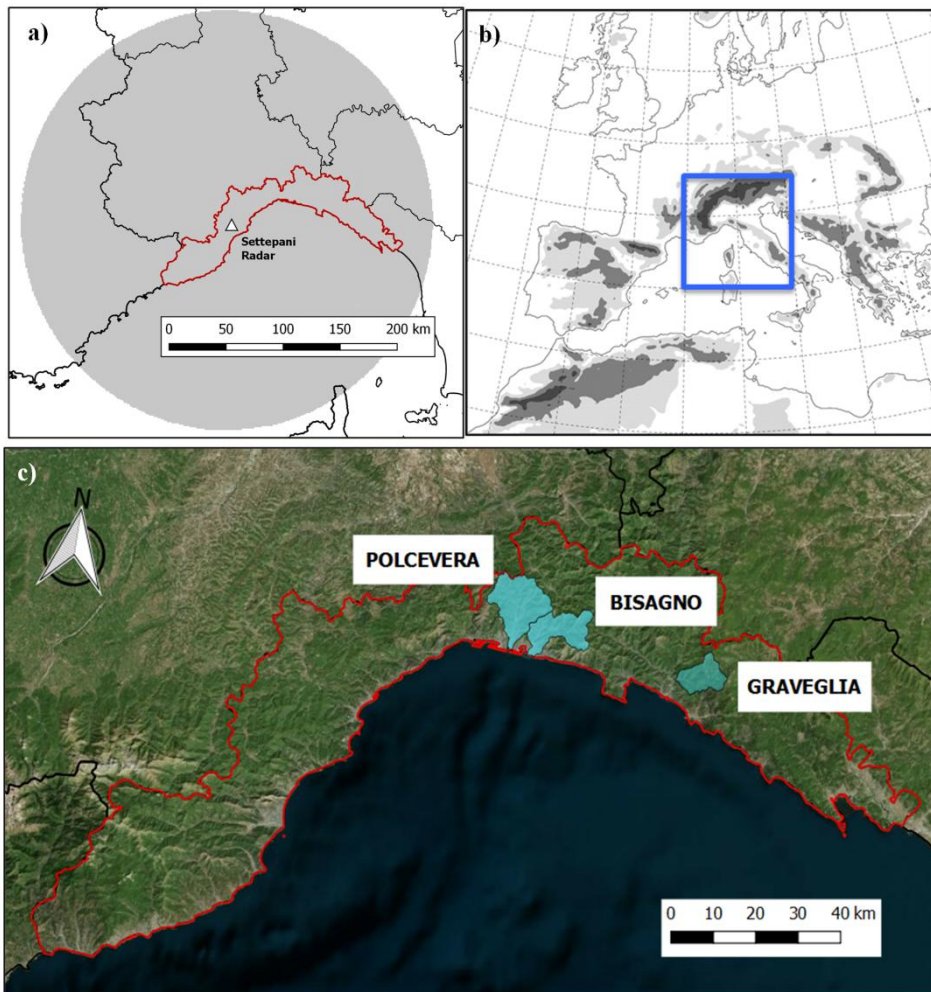 a)
Settepani
Radar
0 50 100 150 200 km
b)
c)
N
POLCEVERA
BISAGNO
GRAVEGLIA
0 10 20 30 40 km